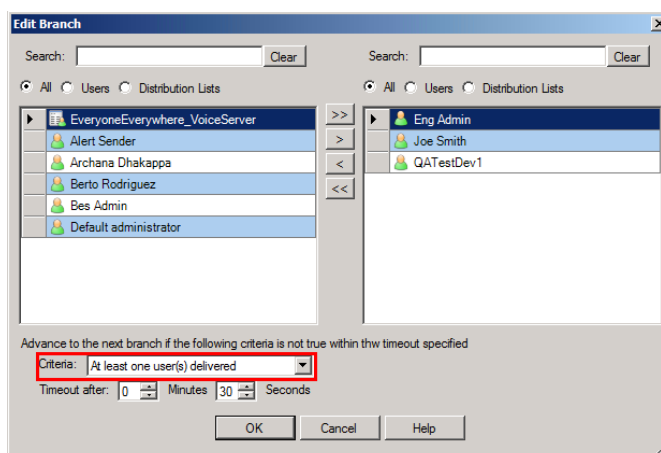 Edit Branch
Search: Clear Search: Clear
All Users Distribution Lists All Users Distribution Lists
EveryoneEverywhere_VoiceServer >> Eng Admin
Alert Sender > Joe Smith
Archana Dhakappa < QATestDev1
Berto Rodriguez <<
Bes Admin
Default administrator
Advance to the next branch if the following criteria is not true within thw timeout specified
Criteria: At least one user(s) delivered
Timeout after: 0 Minutes 30 Seconds
OK Cancel Help